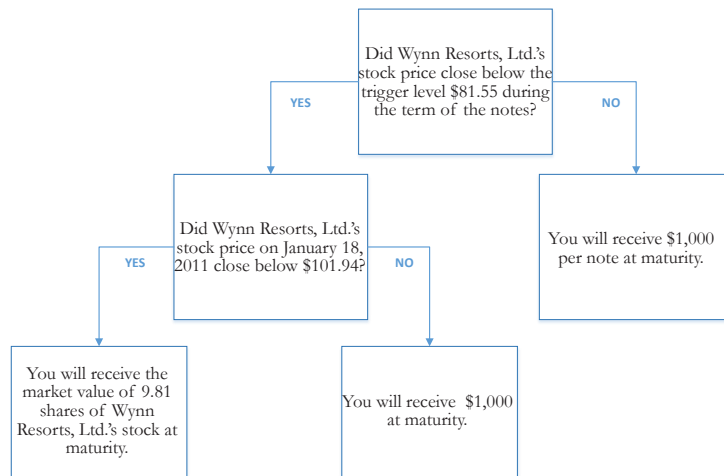 Did Wynn Resorts, Ltd.'s
stock price close below the
trigger level $81.55 during
the term of the notes?
YES
NO
Did Wynn Resorts, Ltd.'s
stock price on January 18,
2011 close below $101.94?
You will receive $1,000
per note at maturity.
YES
NO
You will receive the
market value of 9.81
shares of Wynn
Resorts, Ltd.'s stock at
maturity.
You will receive $1,000
at maturity.